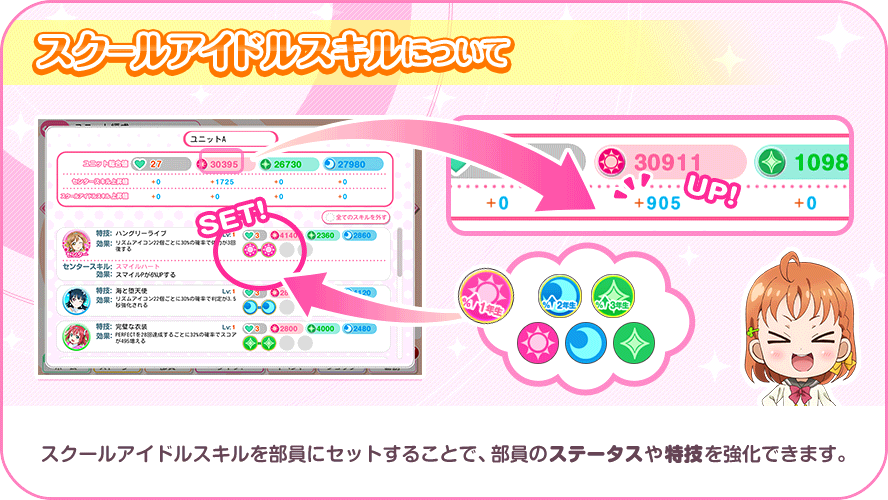 スクールアイドルスキルについて
ユニットA
ユニット総合値 27 30395 26730 27980
センタースキル上昇値 +0 +1725 +0 +0
スクールアイドルスキル上昇値 +0 +0 +0 +0
全てのスキルを外す
SET!
特技: ハングリーライブ Lv:1 3 4140 2360 2860
効果: リズムアイコン22個ごとに30%の確率で体力が3回
復する
センター
センタースキル: スマイルハート
効果: スマイルPが6%UPする
特技: 海と堕天使 Lv:1 3
効果: リズムアイコン22個ごとに30%の確率で判定が3.5
秒強化される
特技: 完璧な衣装 Lv:1 3 2800 4000 2480
効果: PERFECTを28回達成するごとに32%の確率でスコア
が495増える
30911 1098
+0 +905 +0
UP!
% 1年生 % 2年生 % 3年生
スクールアイドルスキルを部員にセットすることで、部員のステータスや特技を強化できます。